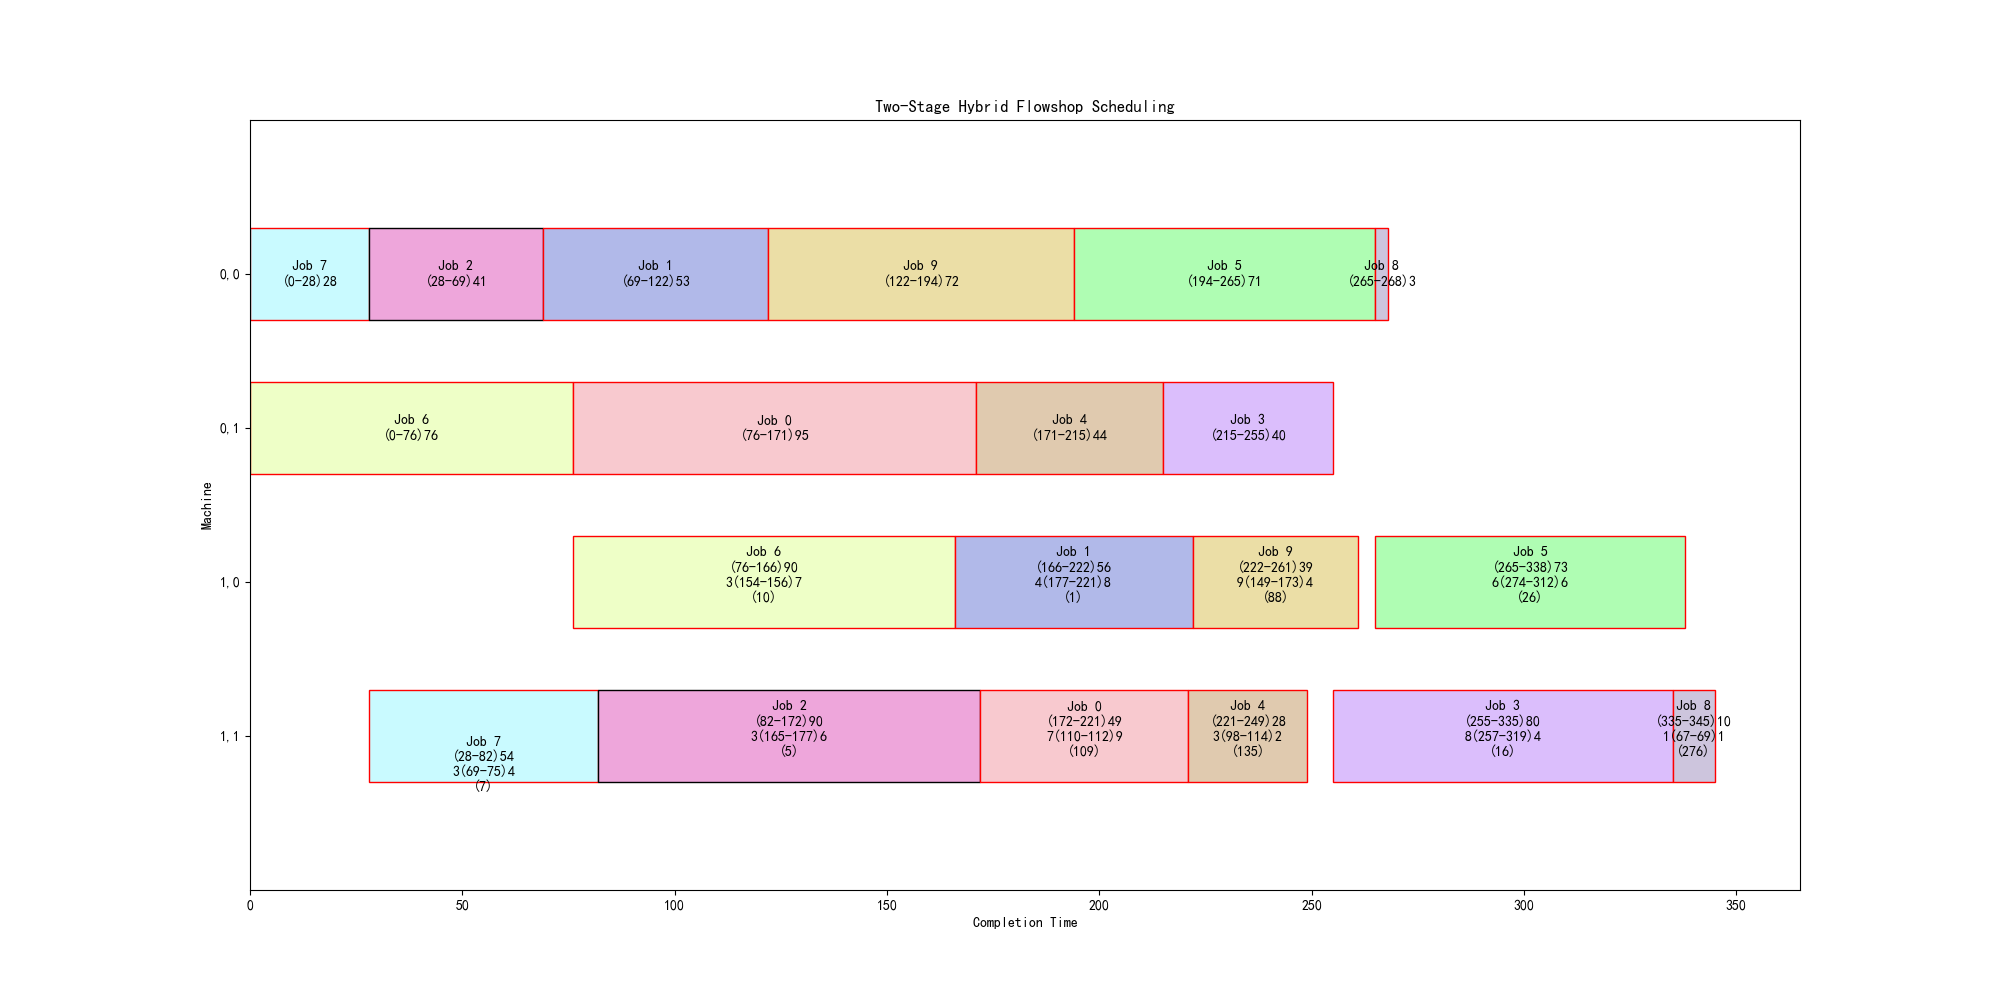 Two-Stage Hybrid Flowshop Scheduling
0,0
Job 7
(0-28)28
Job 2
(28-69)41
Job 1
(69-122)53
Job 9
(122-194)72
Job 5
(194-265)71
Job 8
(265-268)3
0,1
Job 6
(0-76)76
Job 0
(76-171)95
Job 4
(171-215)44
Job 3
(215-255)40
Machine
1,0
Job 6
(76-166)90
3(154-156)7
(10)
Job 1
(166-222)56
4(177-221)8
(1)
Job 9
(222-261)39
9(149-173)4
(88)
Job 5
(265-338)73
6(274-312)6
(26)
1,1
Job 7
(28-82)54
3(69-75)4
(7)
Job 2
(82-172)90
3(165-177)6
(5)
Job 0
(172-221)49
7(110-112)9
(109)
Job 4
(221-249)28
3(98-114)2
(135)
Job 3
(255-335)80
8(257-319)4
(16)
Job 8
(335-345)10
1(67-69)1
(276)
0 50 100 150 200 250 300 350
Completion Time